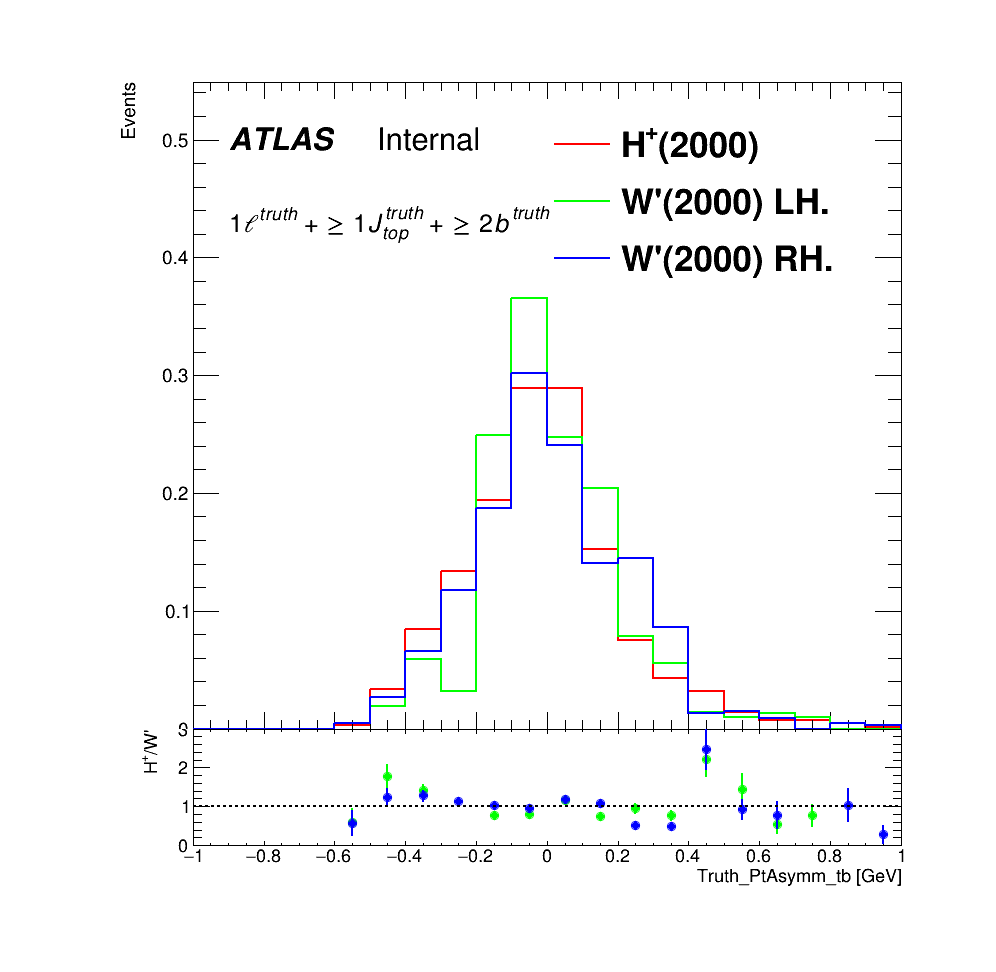 Events
ATLAS Internal
H⁺(2000)
W'(2000) LH.
W'(2000) RH.
1ℓ^truth + ≥ 1J_top^truth + ≥ 2b^truth
0.5
0.4
0.3
0.2
0.1
0
H⁺/W'
3
2
1
0
−1 −0.8 −0.6 −0.4 −0.2 0 0.2 0.4 0.6 0.8 1
Truth_PtAsymm_tb [GeV]